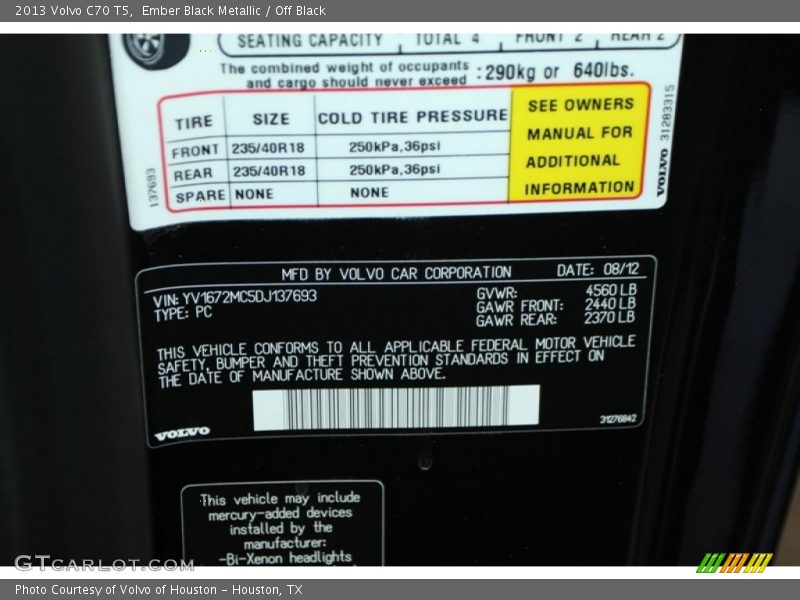 2013 Volvo C70 T5, Ember Black Metallic / Off Black
SEATING CAPACITY TOTAL 4 FRONT 2 REAR 2
The combined weight of occupants
and cargo should never exceed : 290kg or 640lbs.
TIRE SIZE COLD TIRE PRESSURE
FRONT 235/40R18 250kPa,36psi
REAR 235/40R18 250kPa,36psi
SPARE NONE NONE
SEE OWNERS
MANUAL FOR
ADDITIONAL
INFORMATION
137693
VOLVO 31283315
MFD BY VOLVO CAR CORPORATION DATE: 08/12
VIN: YV1672MC5DJ137693
TYPE: PC
GVWR: 4560 LB
GAWR FRONT: 2440 LB
GAWR REAR: 2370 LB
THIS VEHICLE CONFORMS TO ALL APPLICABLE FEDERAL MOTOR VEHICLE
SAFETY, BUMPER AND THEFT PREVENTION STANDARDS IN EFFECT ON
THE DATE OF MANUFACTURE SHOWN ABOVE.
VOLVO
31276842
This vehicle may include
mercury-added devices
installed by the
manufacturer:
-Bi-Xenon headlights
GTcarlot.com
Photo Courtesy of Volvo of Houston - Houston, TX